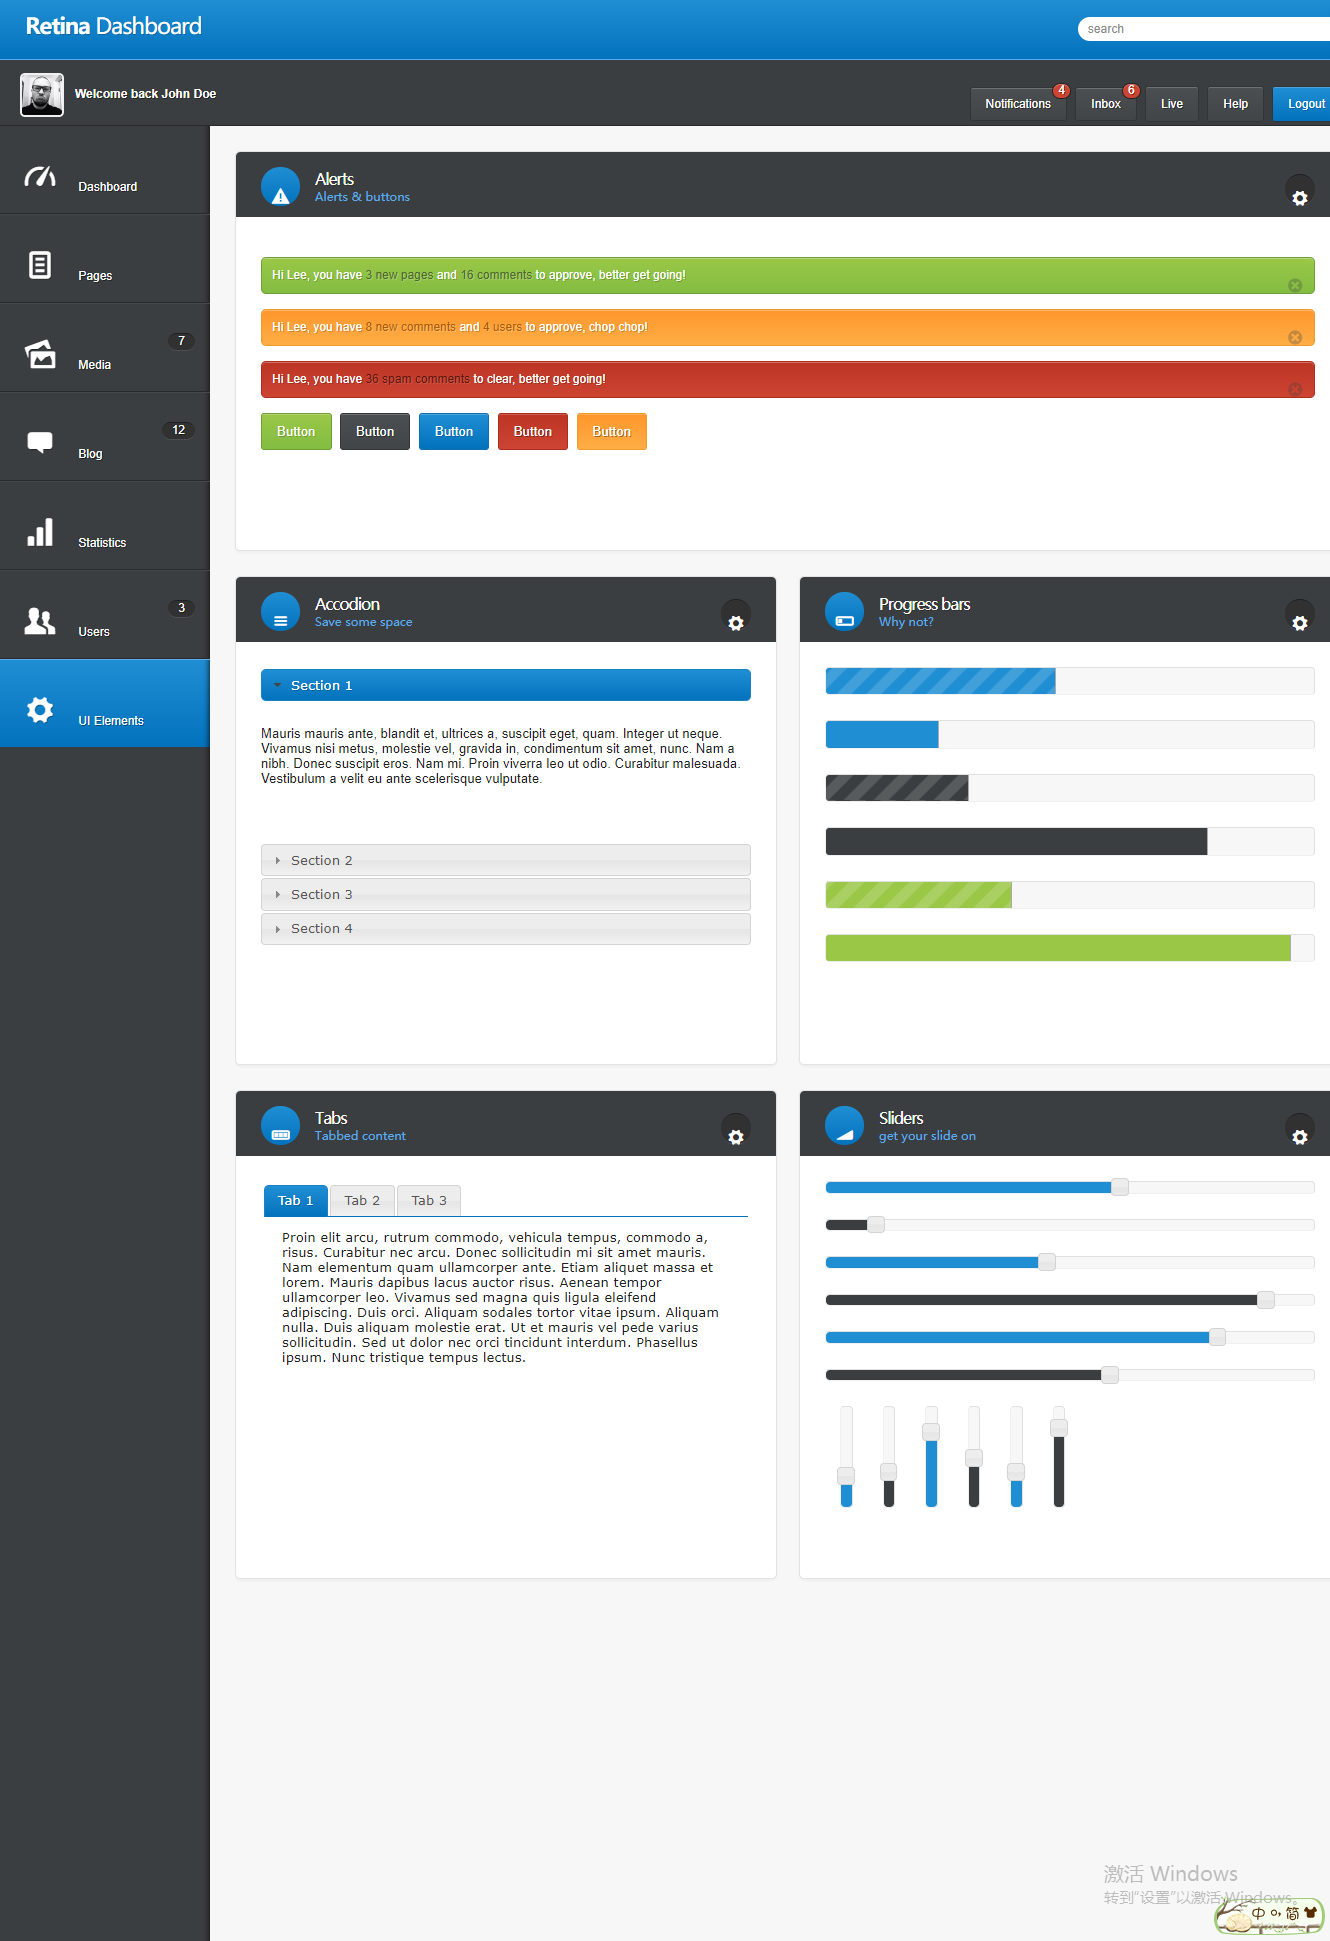 Retina Dashboard
search
Welcome back John Doe
Notifications
4
Inbox
6
Live
Help
Logout
Dashboard
Pages
Media
7
Blog
12
Statistics
Users
3
UI Elements
Alerts
Alerts & buttons
Hi Lee, you have 3 new pages and 16 comments to approve, better get going!
Hi Lee, you have 8 new comments and 4 users to approve, chop chop!
Hi Lee, you have 36 spam comments to clear, better get going!
Button
Button
Button
Button
Button
Accodion
Save some space
Section 1
Mauris mauris ante, blandit et, ultrices a, suscipit eget, quam. Integer ut neque.
Vivamus nisi metus, molestie vel, gravida in, condimentum sit amet, nunc. Nam a
nibh. Donec suscipit eros. Nam mi. Proin viverra leo ut odio. Curabitur malesuada.
Vestibulum a velit eu ante scelerisque vulputate.
Section 2
Section 3
Section 4
Progress bars
Why not?
Tabs
Tabbed content
Tab 1
Tab 2
Tab 3
Proin elit arcu, rutrum commodo, vehicula tempus, commodo a,
risus. Curabitur nec arcu. Donec sollicitudin mi sit amet mauris.
Nam elementum quam ullamcorper ante. Etiam aliquet massa et
lorem. Mauris dapibus lacus auctor risus. Aenean tempor
ullamcorper leo. Vivamus sed magna quis ligula eleifend
adipiscing. Duis orci. Aliquam sodales tortor vitae ipsum. Aliquam
nulla. Duis aliquam molestie erat. Ut et mauris vel pede varius
sollicitudin. Sed ut dolor nec orci tincidunt interdum. Phasellus
ipsum. Nunc tristique tempus lectus.
Sliders
get your slide on
激活 Windows
转到"设置"以激活 Windows。
中 简